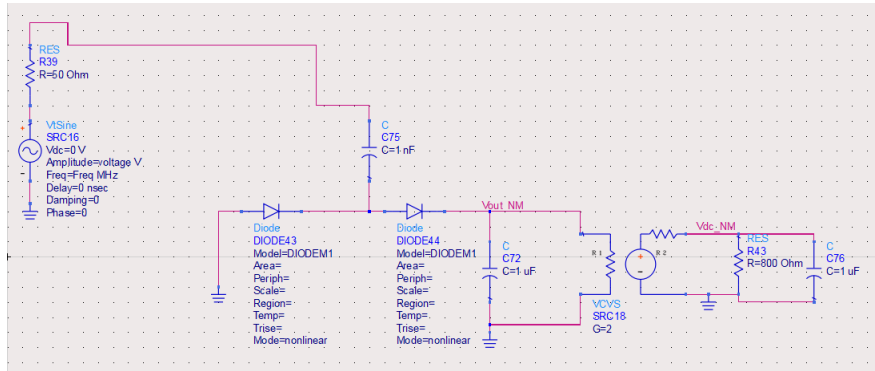 RES
R39
R=50 Ohm
VtSine
SRC16
Vdc=0 V
Amplitude=voltage V
Freq=Freq MHz
Delay=0 nsec
Damping=0
Phase=0
C
C75
C=1 nF
Diode
DIODE43
Model=DIODEM1
Area=
Periph=
Scale=
Region=
Temp=
Trise=
Mode=nonlinear
Diode
DIODE44
Model=DIODEM1
Area=
Periph=
Scale=
Region=
Temp=
Trise=
Mode=nonlinear
Vout_NM
C
C72
C=1 uF
R1
R2
VCVS
SRC18
G=2
Vdc_NM
RES
R43
R=800 Ohm
C
C76
C=1 uF